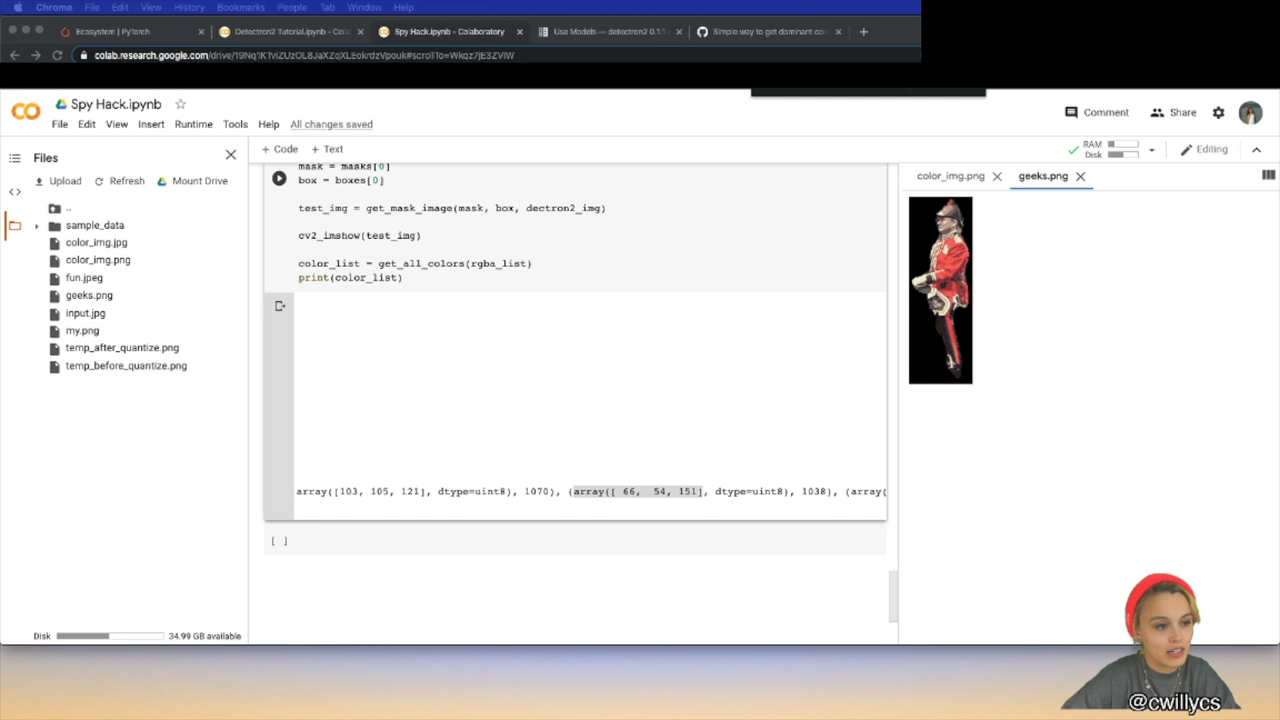 Chrome File Edit View History Bookmarks People Tab Window Help
Ecosystem | PyTorch Detectron2 Tutorial.ipynb - Cola Spy Hack.ipynb - Colaboratory Use Models — detectron2 0.1.1 Simple way to get dominant colo
colab.research.google.com
Spy Hack.ipynb
Comment Share
File Edit View Insert Runtime Tools Help All changes saved
Files
+ Code + Text
RAM
Disk
Editing
Upload Refresh Mount Drive
..
sample_data
color_img.jpg
color_img.png
fun.jpeg
geeks.png
input.jpg
my.png
temp_after_quantize.png
temp_before_quantize.png
Disk 34.99 GB available
mask = masks[0]
box = boxes[0]
test_img = get_mask_image(mask, box, dectron2_img)
cv2_imshow(test_img)
color_list = get_all_colors(rgba_list)
print(color_list)
array([103, 105, 121], dtype=uint8), 1070), (array([ 66, 54, 151], dtype=uint8), 1038), (array(
[ ]
color_img.png geeks.png
@cwillycs